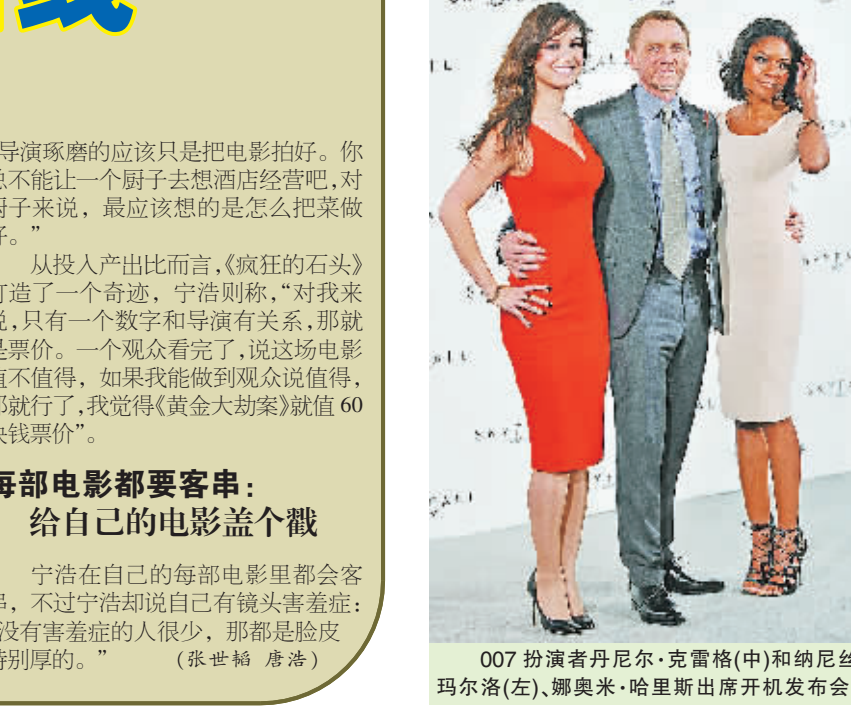 线
导演琢磨的应该只是把电影拍好。你
总不能让一个厨子去想酒店经营吧,对
厨子来说，最应该想的是怎么把菜做
好。”
从投入产出比而言,《疯狂的石头》
打造了一个奇迹，宁浩则称,“对我来
说,只有一个数字和导演有关系,那就
是票价。一个观众看完了,说这场电影
值不值得，如果我能做到观众说值得,
那就行了,我觉得《黄金大劫案》就值 60
块钱票价”。
每部电影都要客串：
给自己的电影盖个戳
宁浩在自己的每部电影里都会客
串，不过宁浩却说自己有镜头害羞症：
没有害羞症的人很少，那都是脸皮
特别厚的。” (张世韬 唐浩)
007 扮演者丹尼尔·克雷格(中)和纳尼丝
玛尔洛(左)、娜奥米·哈里斯出席开机发布会